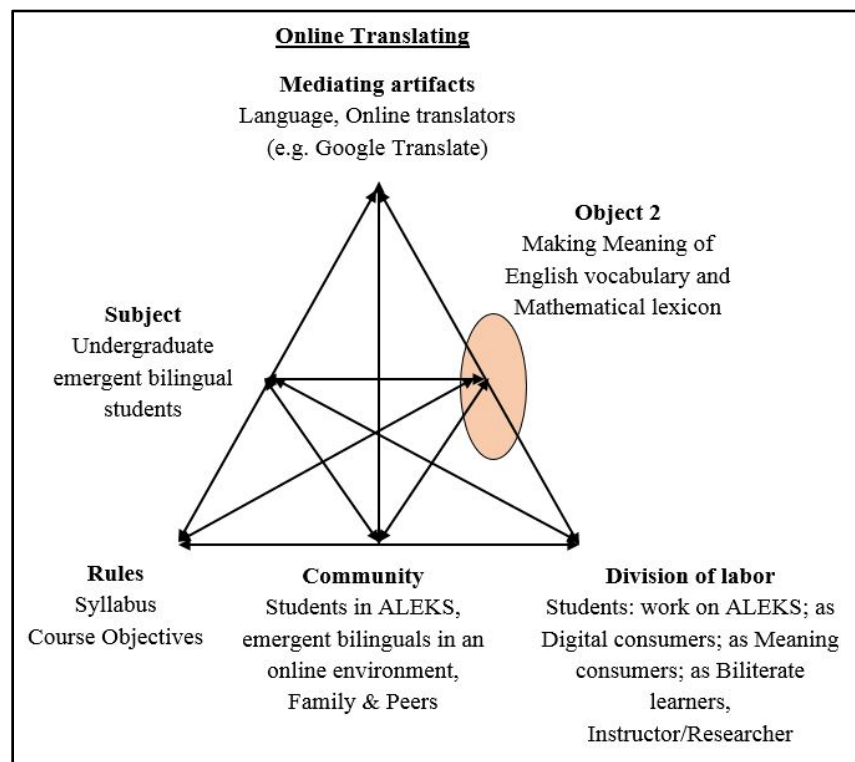 Online Translating
Mediating artifacts
Language, Online translators
(e.g. Google Translate)
Object 2
Making Meaning of
English vocabulary and
Mathematical lexicon
Subject
Undergraduate
emergent bilingual
students
Rules
Syllabus
Course Objectives
Community
Students in ALEKS,
emergent bilinguals in an
online environment,
Family & Peers
Division of labor
Students: work on ALEKS; as
Digital consumers; as Meaning
consumers; as Biliterate
learners,
Instructor/Researcher